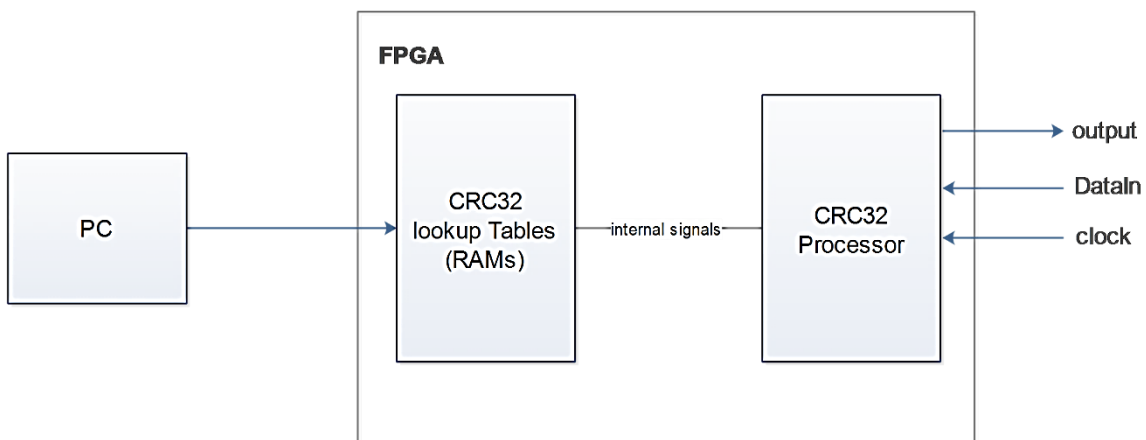 FPGA
PC
CRC32
lookup Tables
(RAMs)
internal signals
CRC32
Processor
output
DataIn
clock